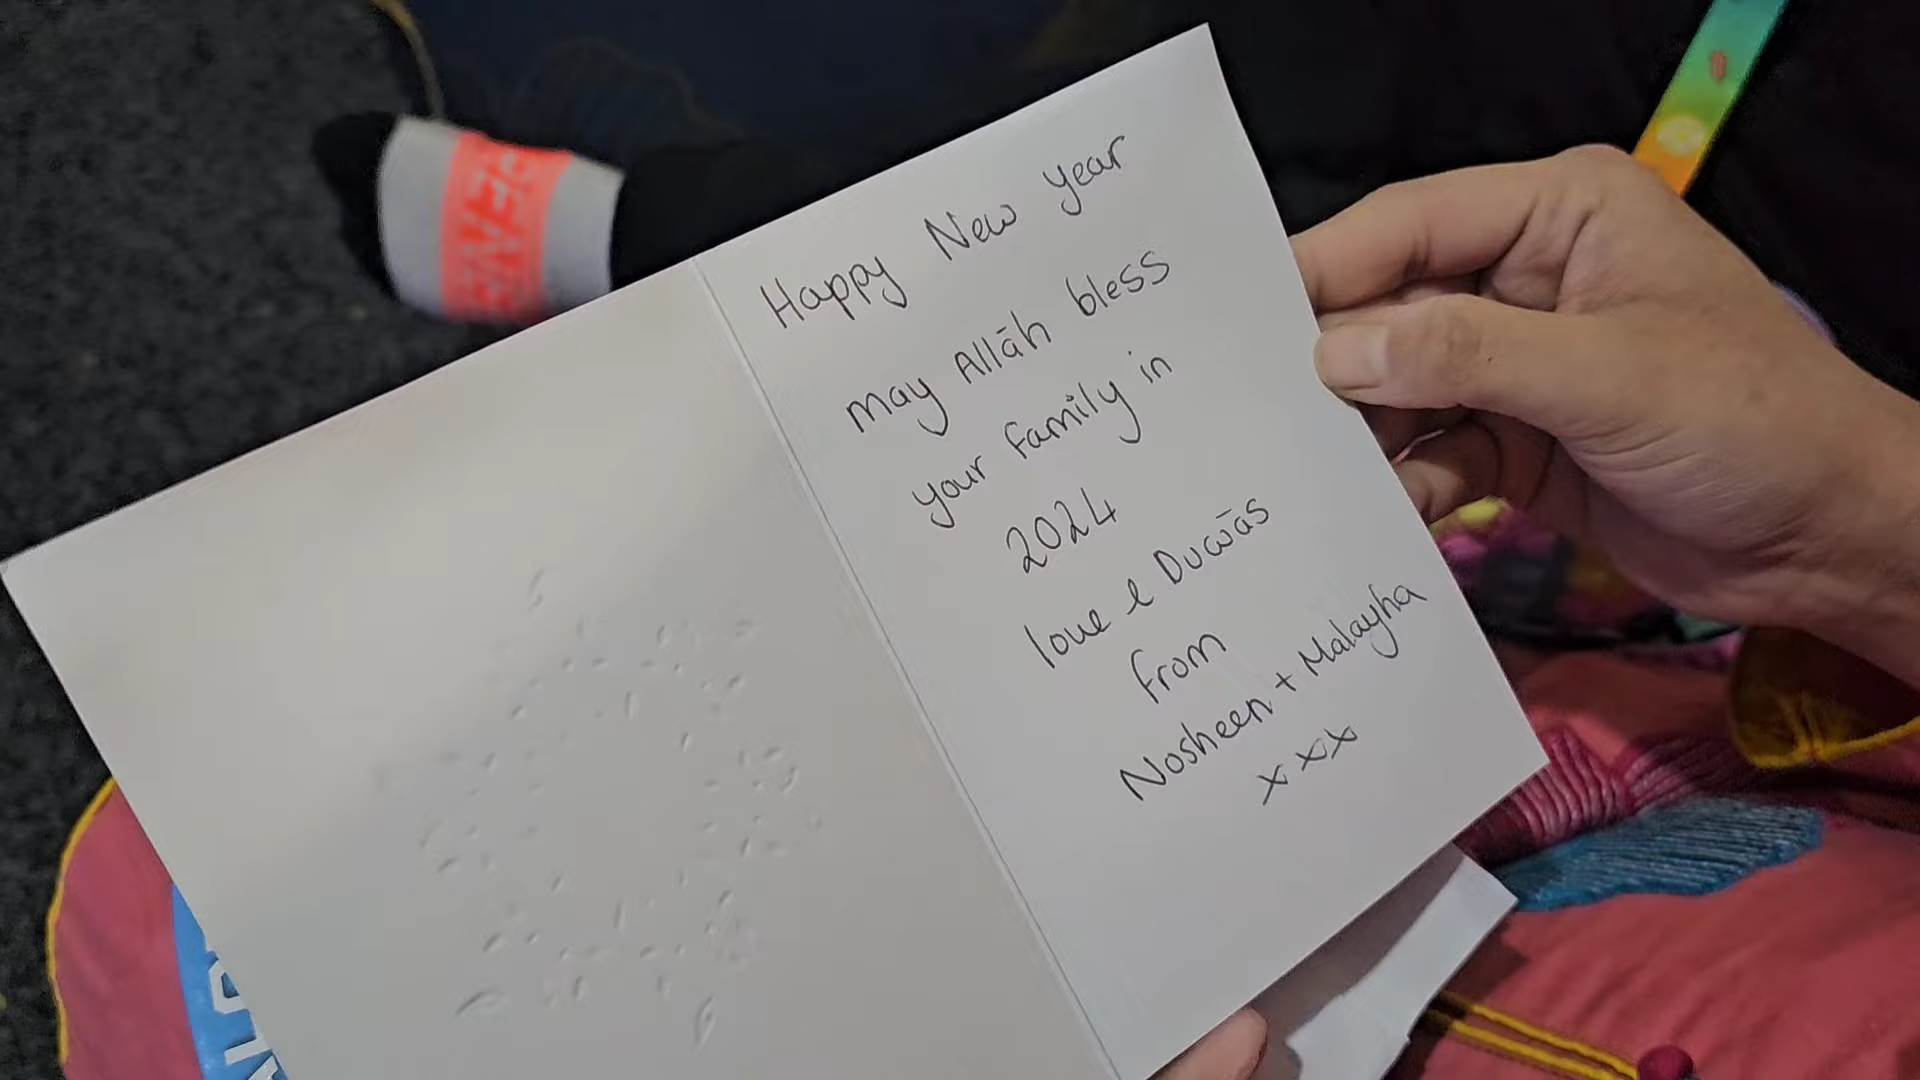 Happy New Year
May Allāh bless
your family in
2024
love & Duwās
from
Nosheen + Malayha
xxx